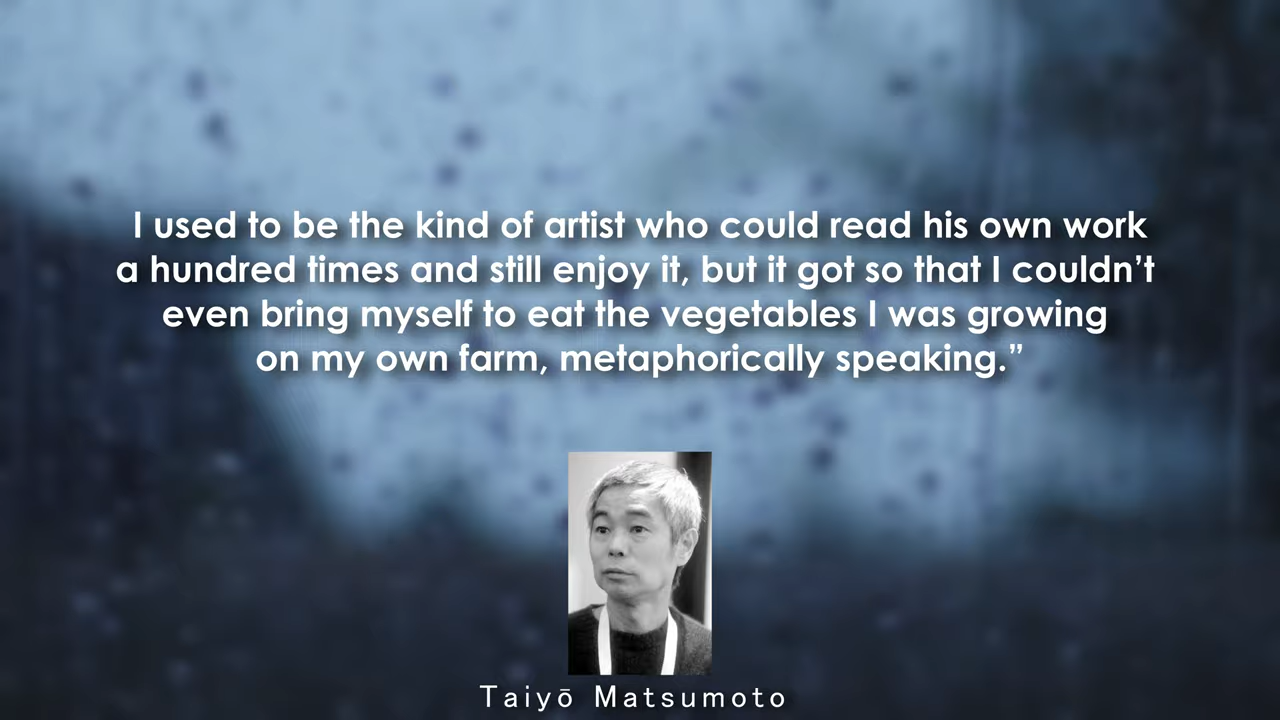 I used to be the kind of artist who could read his own work
a hundred times and still enjoy it, but it got so that I couldn’t
even bring myself to eat the vegetables I was growing
on my own farm, metaphorically speaking.”
Taiyō Matsumoto